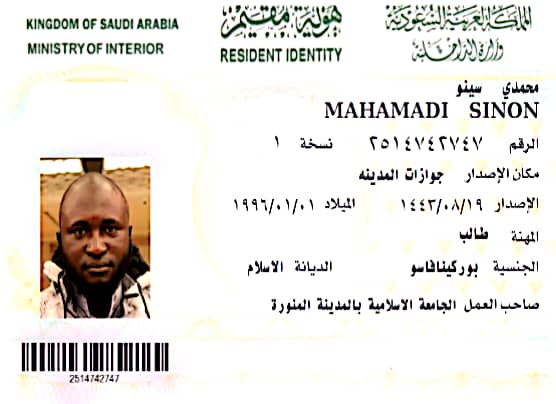 KINGDOM OF SAUDI ARABIA
MINISTRY OF INTERIOR
هوية مقيم
RESIDENT IDENTITY
المملكة العربية السعودية
وزارة الداخلية
محمدي سينو
MAHAMADI SINON
الرقم ٢٥١٤٧٤٢٧٤٧ نسخة ١
مكان الإصدار جوازات المدينه
الإصدار ١٤٤٣/٠٨/١٩ الميلاد ١٩٩٦/٠١/٠١
المهنة طالب
الجنسية بوركينافاسو الديانة الاسلام
صاحب العمل الجامعة الاسلامية بالمدينة المنورة
2514742747